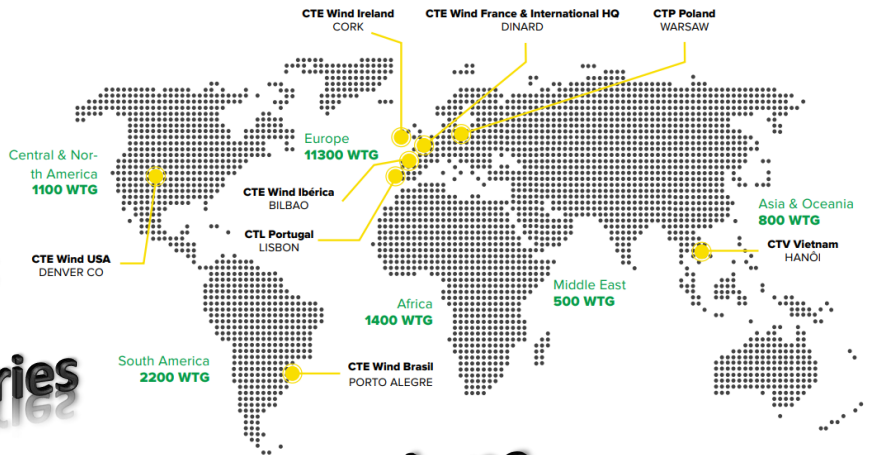 CTE Wind Ireland
CORK
CTE Wind France & International HQ
DINARD
CTP Poland
WARSAW
Europe
11300 WTG
Central & Nor-
th America
1100 WTG
CTE Wind Ibérica
BILBAO
Asia & Oceania
800 WTG
CTL Portugal
LISBON
CTV Vietnam
HANÕI
CTE Wind USA
DENVER CO
Middle East
500 WTG
Africa
1400 WTG
South America
2200 WTG
CTE Wind Brasil
PORTO ALEGRE
ries